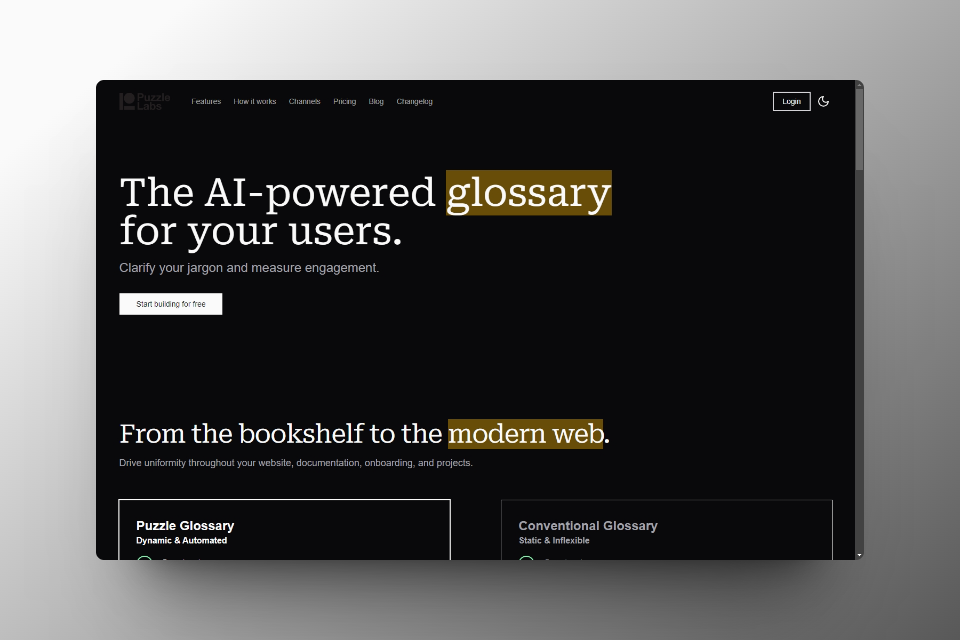 Puzzle
Labs
Features How it works Channels Pricing Blog Changelog
Login
The AI-powered glossary
for your users.
Clarify your jargon and measure engagement.
Start building for free
From the bookshelf to the modern web.
Drive uniformity throughout your website, documentation, onboarding, and projects.
Puzzle Glossary
Dynamic & Automated
Conventional Glossary
Static & Inflexible